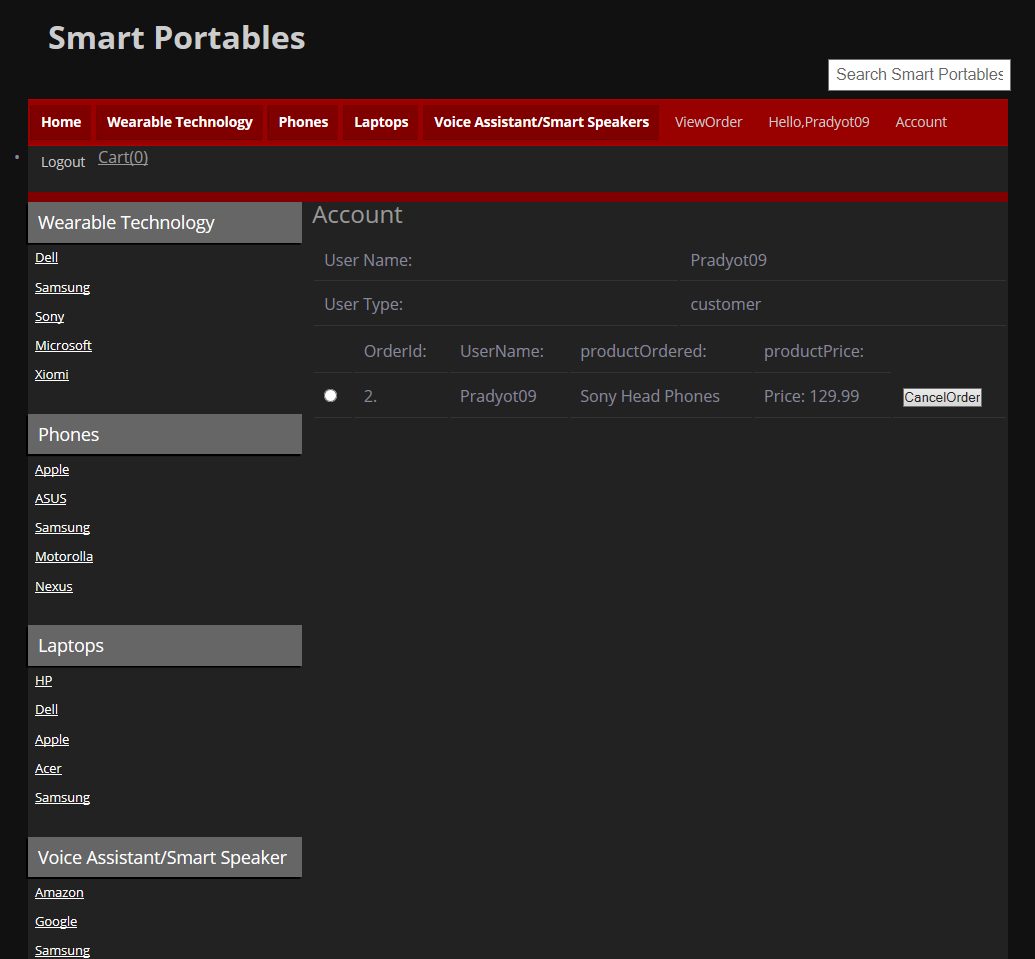 Smart Portables
Search Smart Portables
Home Wearable Technology Phones Laptops Voice Assistant/Smart Speakers ViewOrder Hello,Pradyot09 Account
Logout Cart(0)
Wearable Technology
Dell
Samsung
Sony
Microsoft
Xiomi
Phones
Apple
ASUS
Samsung
Motorolla
Nexus
Laptops
HP
Dell
Apple
Acer
Samsung
Voice Assistant/Smart Speaker
Amazon
Google
Samsung
Account
User Name: Pradyot09
User Type: customer
OrderId: UserName: productOrdered: productPrice:
2. Pradyot09 Sony Head Phones Price: 129.99 CancelOrder